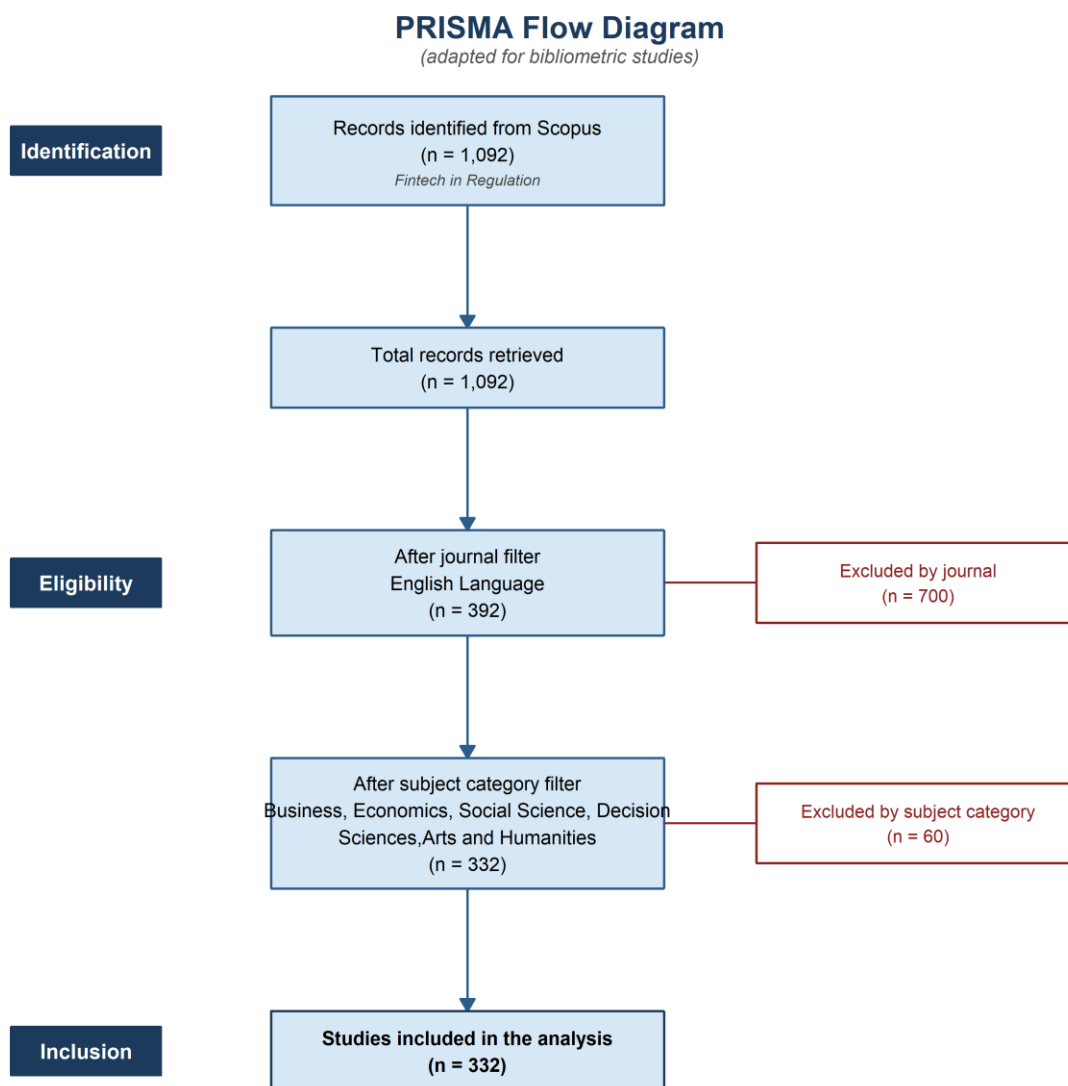 PRISMA Flow Diagram
(adapted for bibliometric studies)
Identification
Records identified from Scopus
(n = 1,092)
Fintech in Regulation
Total records retrieved
(n = 1,092)
Eligibility
After journal filter
English Language
(n = 392)
Excluded by journal
(n = 700)
After subject category filter
Business, Economics, Social Science, Decision
Sciences,Arts and Humanities
(n = 332)
Excluded by subject category
(n = 60)
Inclusion
Studies included in the analysis
(n = 332)